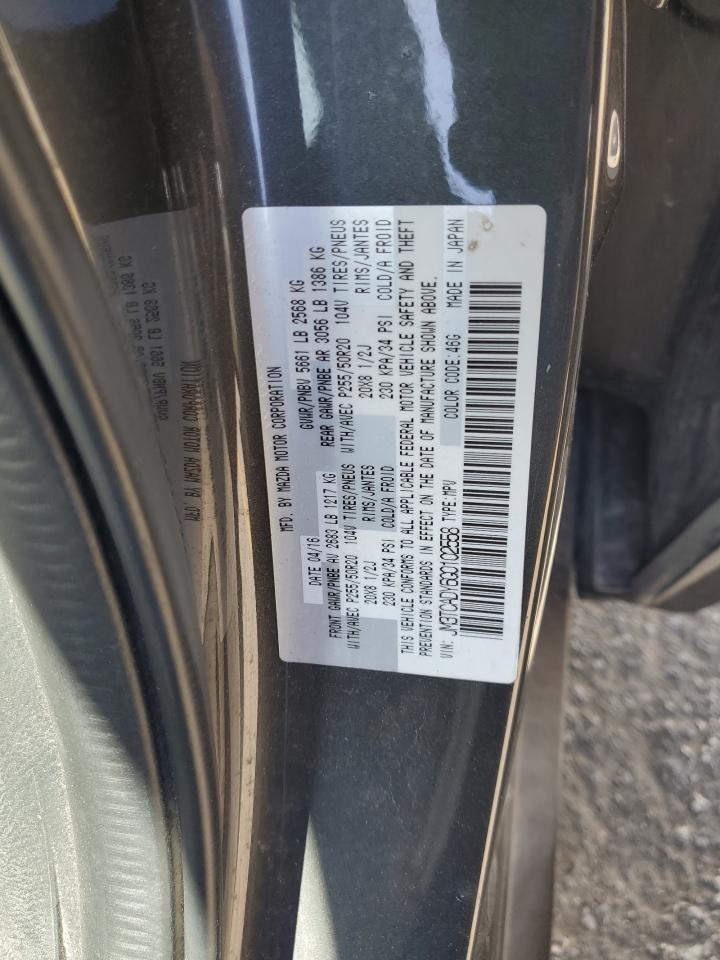 MFD. BY MAZDA MOTOR CORPORATION
DATE 04/16 GVWR/PNBV 5661 LB 2568 KG
FRONT GAWR/PNBE AV 2683 LB 1217 KG REAR GAWR/PNBE AR 3056 LB 1386 KG
WITH/AVEC P255/50R20 104V TIRES/PNEUS WITH/AVEC P255/50R20 104V TIRES/PNEUS
20X8 1/2J RIMS/JANTES 20X8 1/2J RIMS/JANTES
230 KPA/34 PSI COLD/A FROID 230 KPA/34 PSI COLD/A FROID
THIS VEHICLE CONFORMS TO ALL APPLICABLE FEDERAL MOTOR VEHICLE SAFETY AND THEFT
PREVENTION STANDARDS IN EFFECT ON THE DATE OF MANUFACTURE SHOWN ABOVE.
VIN: JM3TCADY6G0102558 TYPE:MPV COLOR CODE:46G MADE IN JAPAN